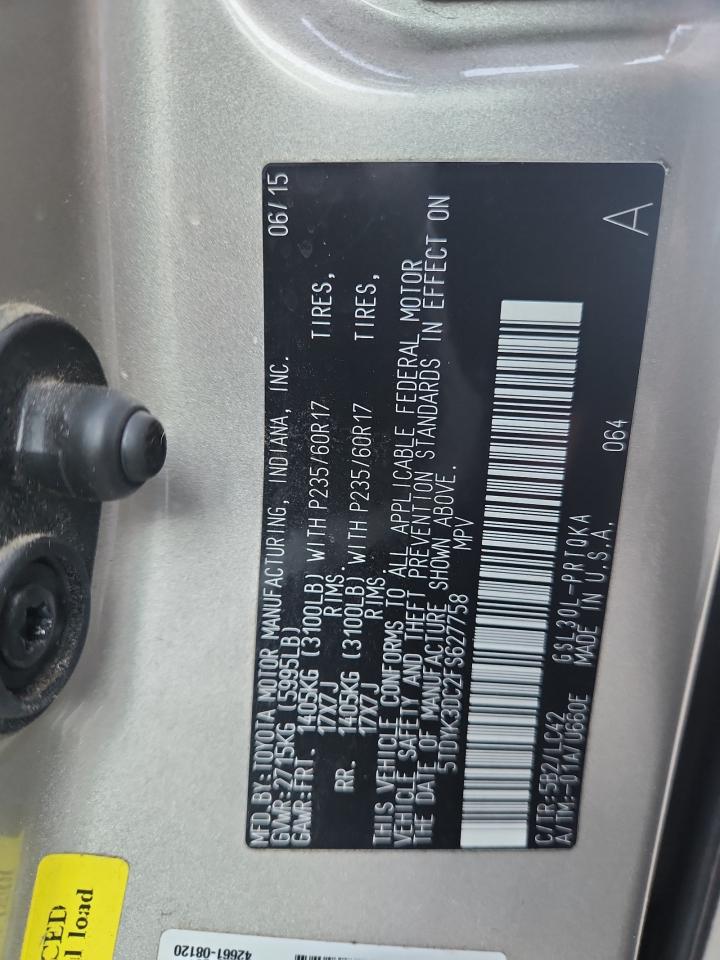 MFD.BY:TOYOTA MOTOR MANUFACTURING, INDIANA, INC. 06/15
GVWR:2715KG (5995LB)
GAWR:FRT. 1405KG (3100LB) WITH P235/60R17 TIRES,
17X7J RIMS.
RR. 1405KG (3100LB) WITH P235/60R17 TIRES,
17X7J RIMS.
THIS VEHICLE CONFORMS TO ALL APPLICABLE FEDERAL MOTOR
VEHICLE SAFETY AND THEFT PREVENTION STANDARDS IN EFFECT ON
THE DATE OF MANUFACTURE SHOWN ABOVE.
5TDYK3DC2FS627758 MPV
C/TR:5B2/LC42 GSL30L-PRTQKA 064 A
A/TM:-01A/U660E MADE IN U.S.A.
CED
load
42661-08120